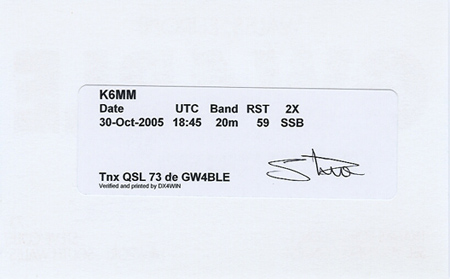 K6MM
Date UTC Band RST 2X
30-Oct-2005 18:45 20m 59 SSB
Tnx QSL 73 de GW4BLE
Verified and printed by DX4WIN
Steve